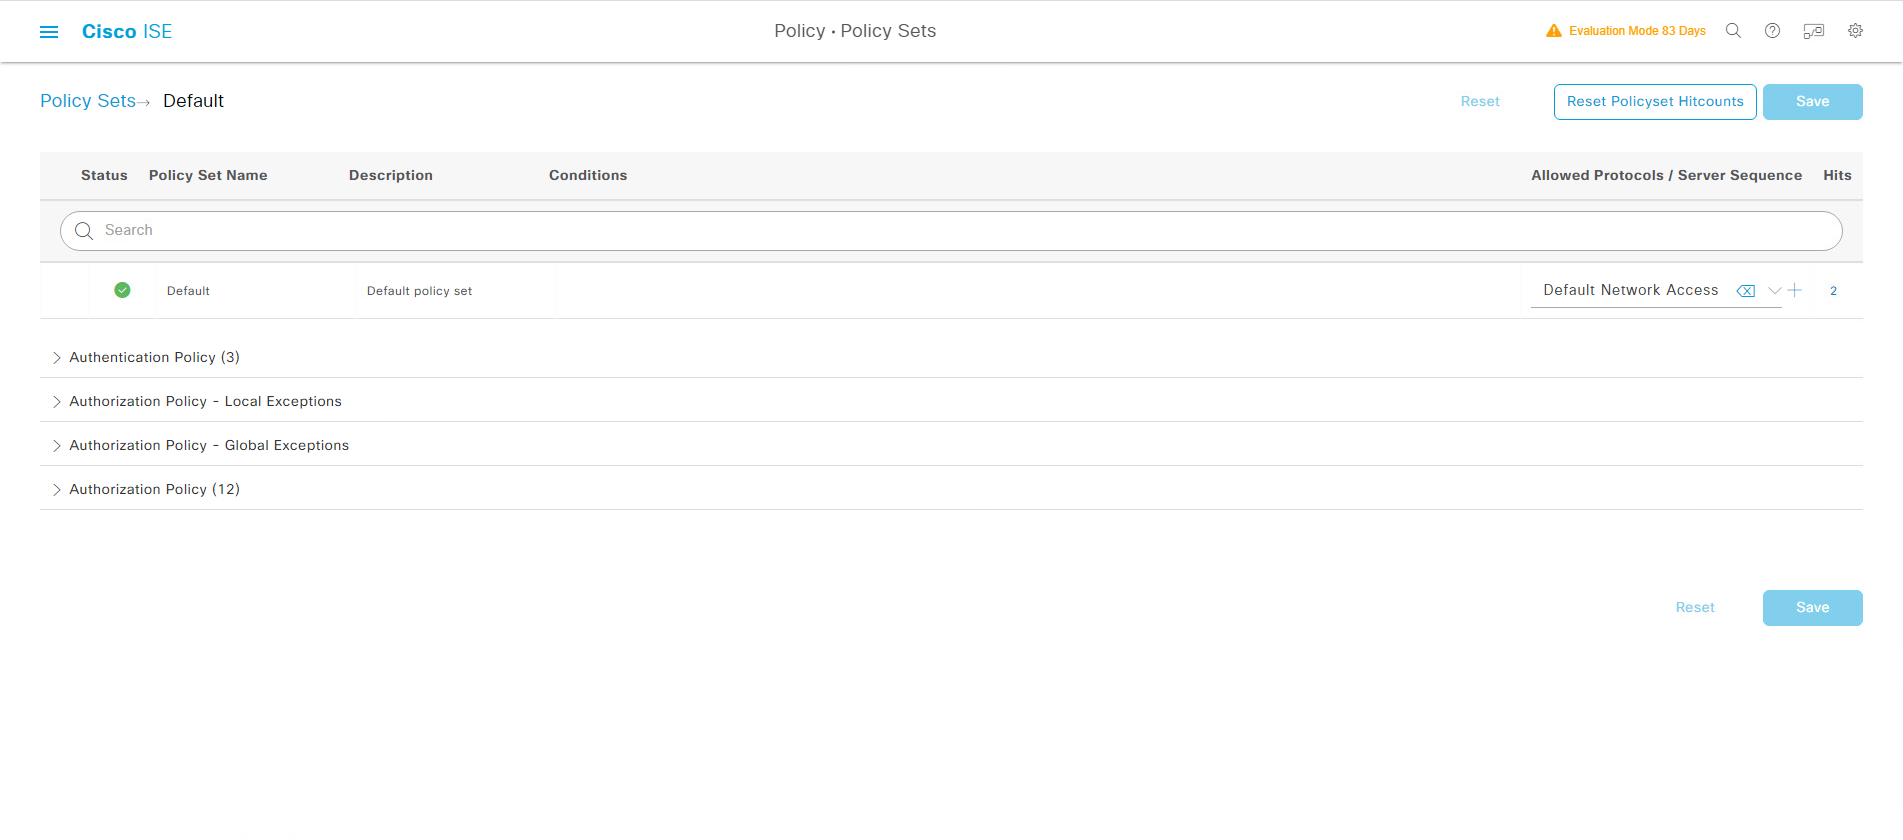 Cisco ISE
Policy · Policy Sets
Evaluation Mode 83 Days
Policy Sets→ Default
Reset
Reset Policyset Hitcounts
Save
Status Policy Set Name Description Conditions Allowed Protocols / Server Sequence Hits
Search
Default Default policy set Default Network Access 2
Authentication Policy (3)
Authorization Policy - Local Exceptions
Authorization Policy - Global Exceptions
Authorization Policy (12)
Reset
Save